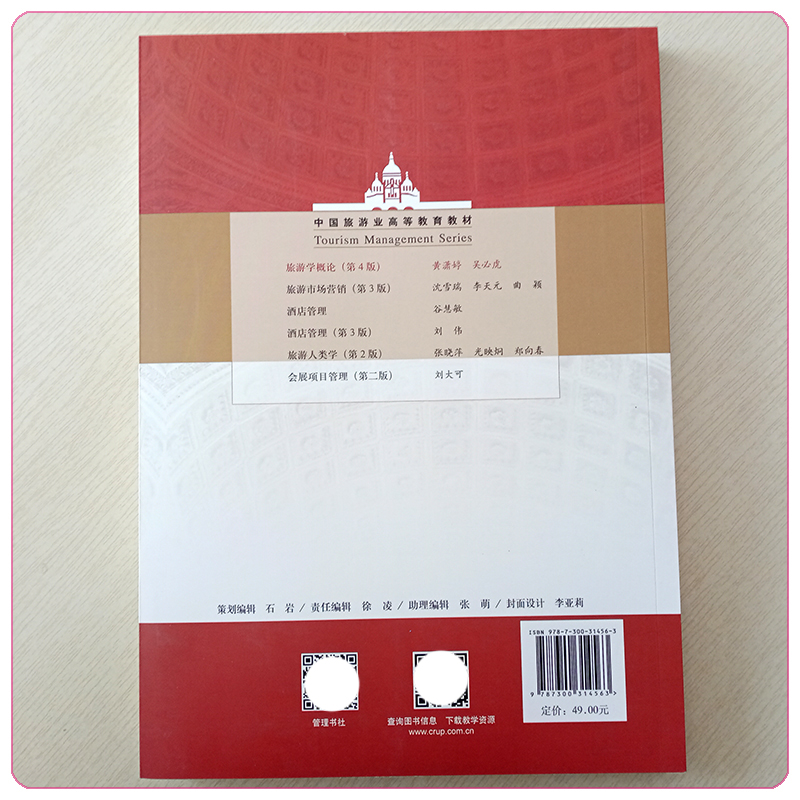 中国旅游业高等教育教材
Tourism Management Series
旅游学概论（第4版） 黄潇婷 吴必虎
旅游市场营销（第3版） 沈雪瑞 李天元 曲 颖
酒店管理 谷慧敏
酒店管理（第3版） 刘 伟
旅游人类学（第2版） 张晓萍 光映炯 郑向春
会展项目管理（第二版） 刘大可
策划编辑 石 岩/责任编辑 徐 凌/助理编辑 张 萌/封面设计 李亚莉
ISBN 978-7-300-31456-3
9 787300 314563>
定价：49.00元
管理书社
查询图书信息 下载教学资源
www.crup.com.cn